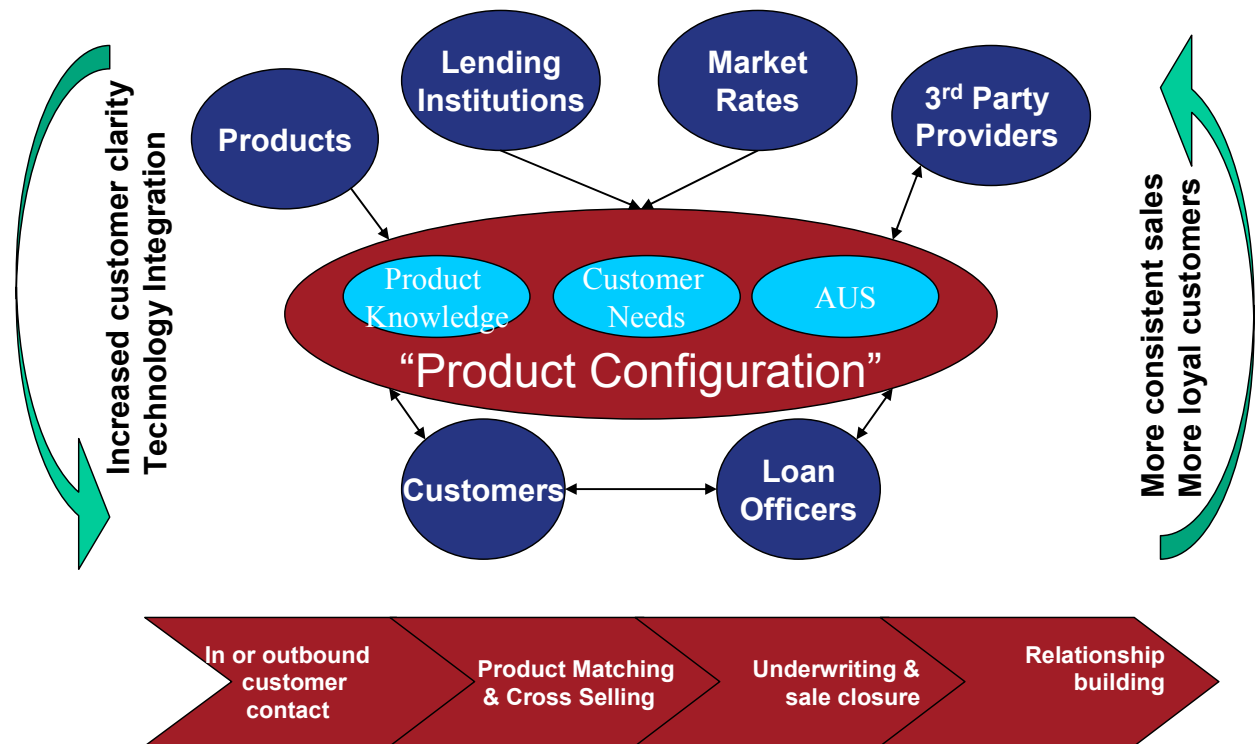 Lending
Institutions
Market
Rates
Products
3rd Party
Providers
Increased customer clarity
Technology Integration
More consistent sales
More loyal customers
Product
Knowledge
Customer
Needs
AUS
“Product Configuration”
Customers
Loan
Officers
In or outbound
customer
contact
Product Matching
& Cross Selling
Underwriting &
sale closure
Relationship
building